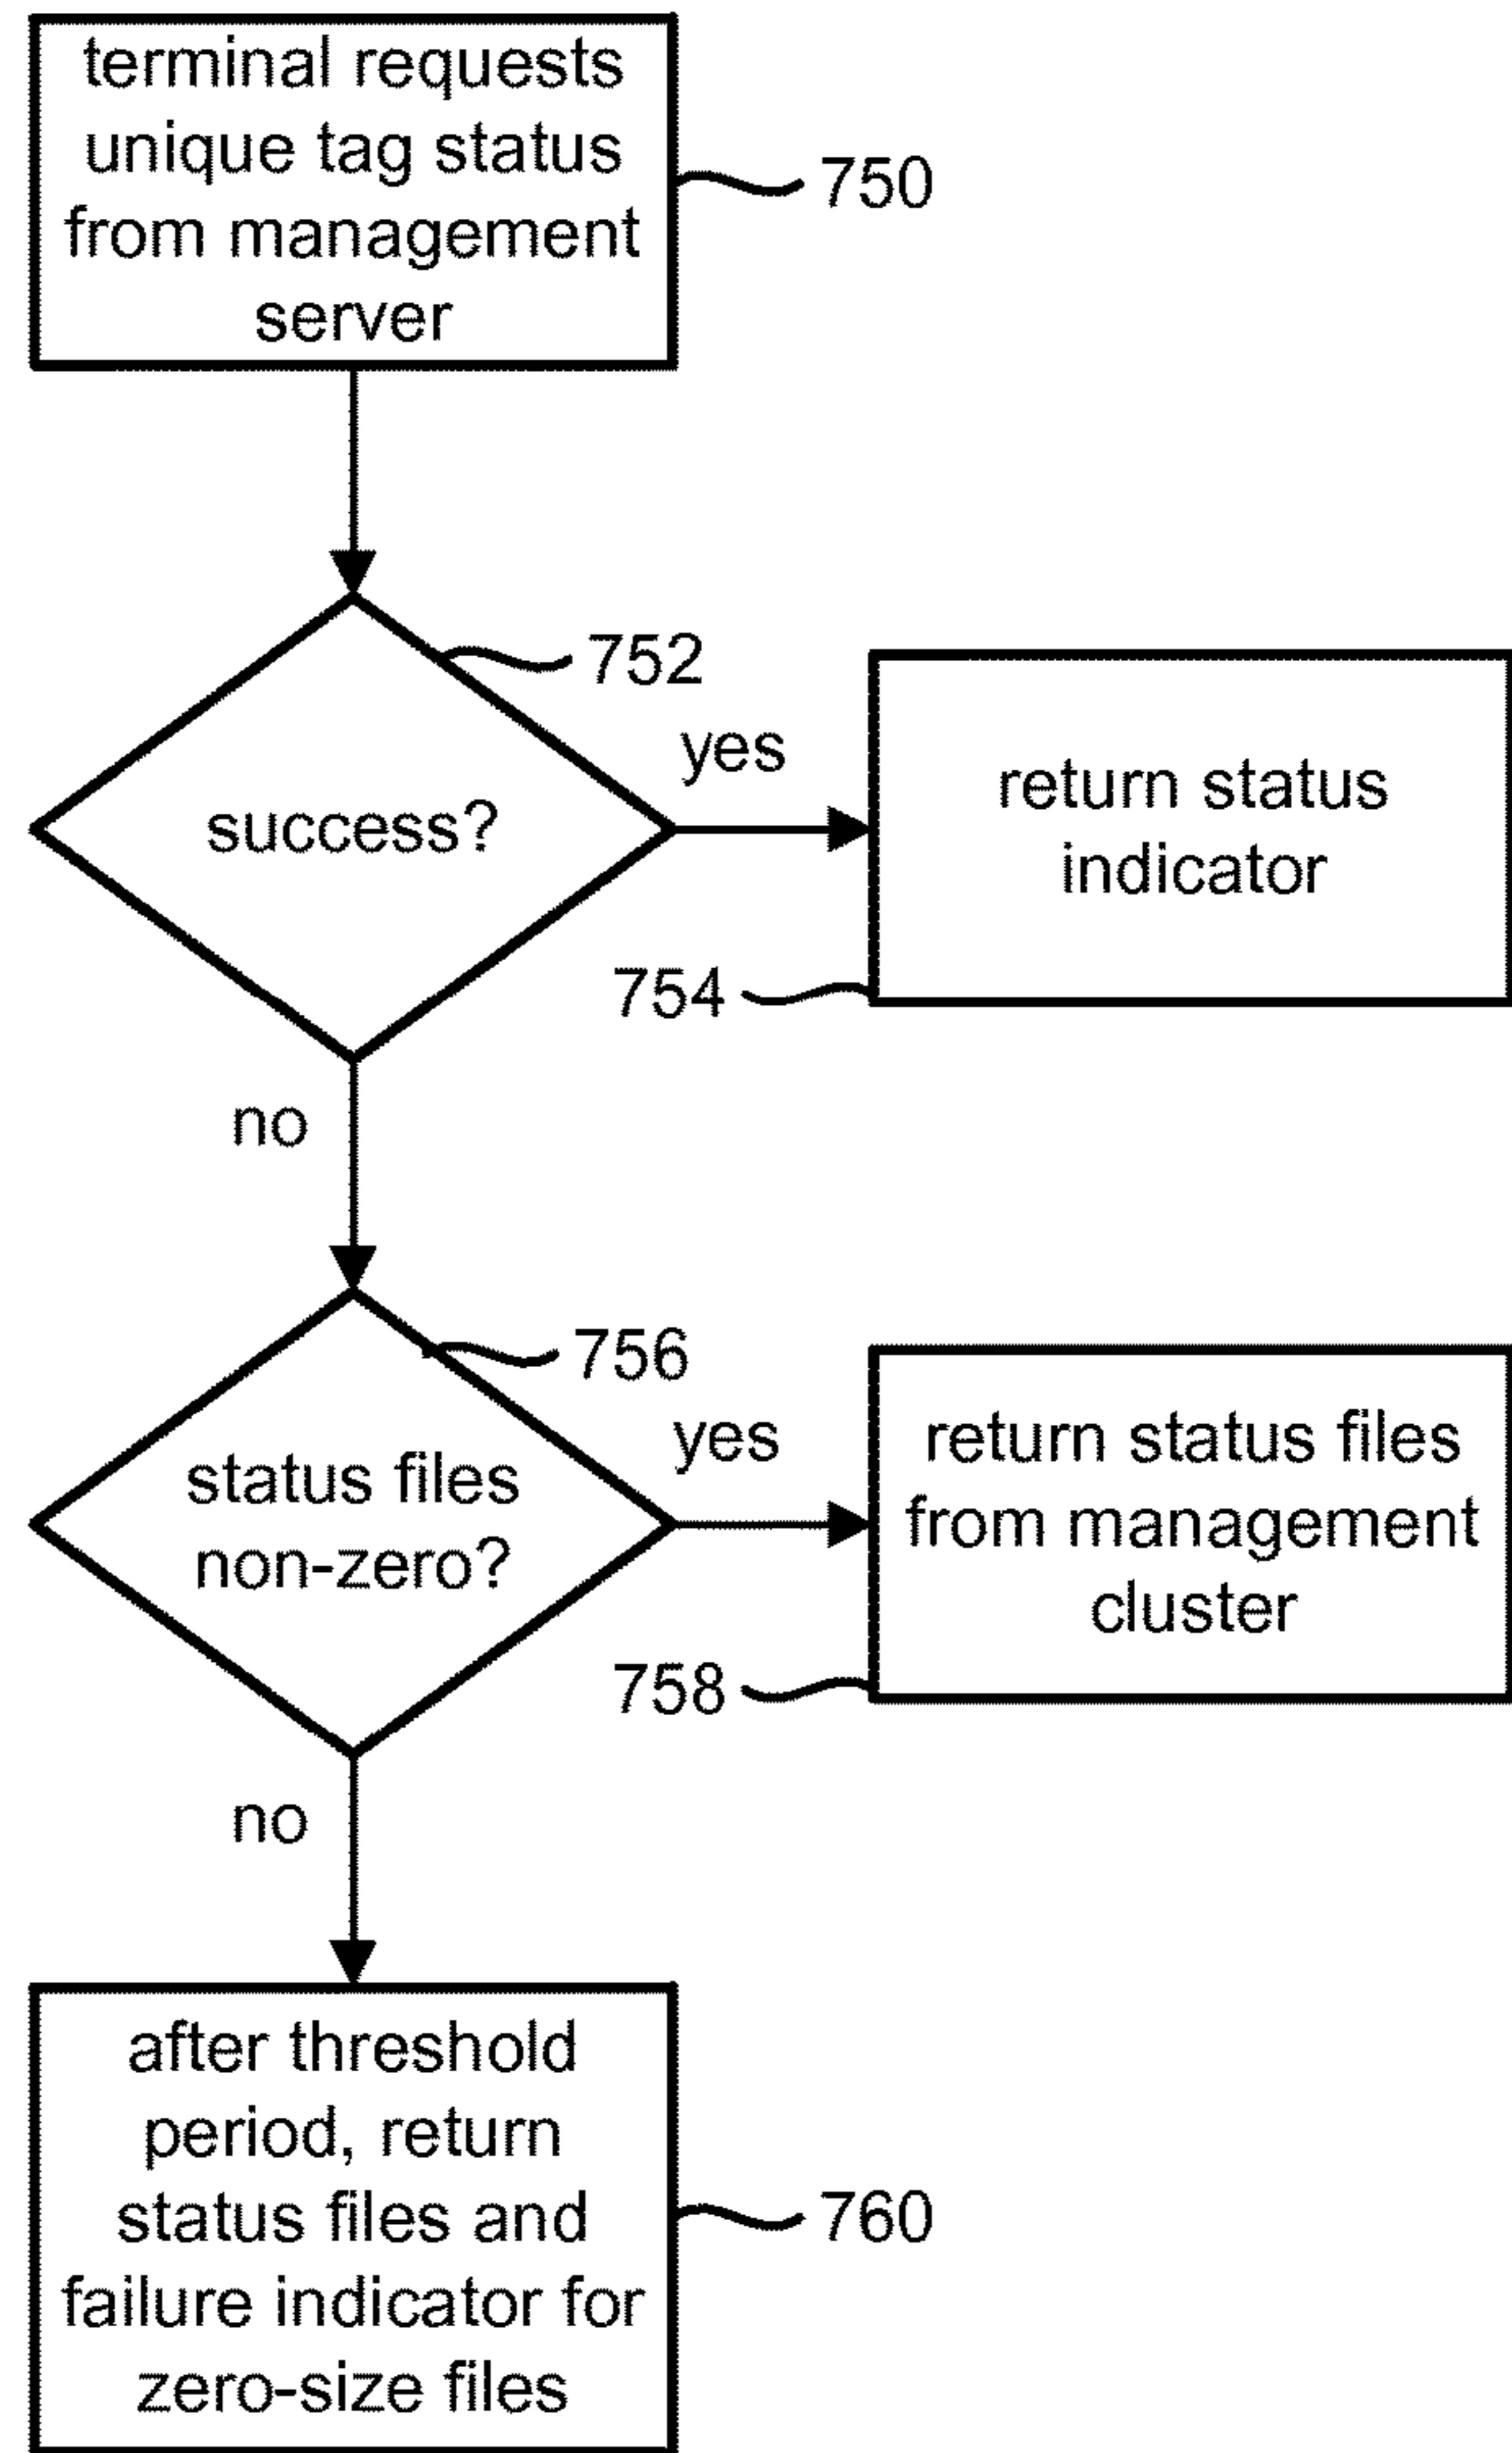 terminal requests
unique tag status
from management
server
750
752
success?
yes
return status
indicator
754
no
756
status files
non-zero?
yes
return status files
from management
cluster
758
no
after threshold
period, return
status files and
failure indicator for
zero-size files
760